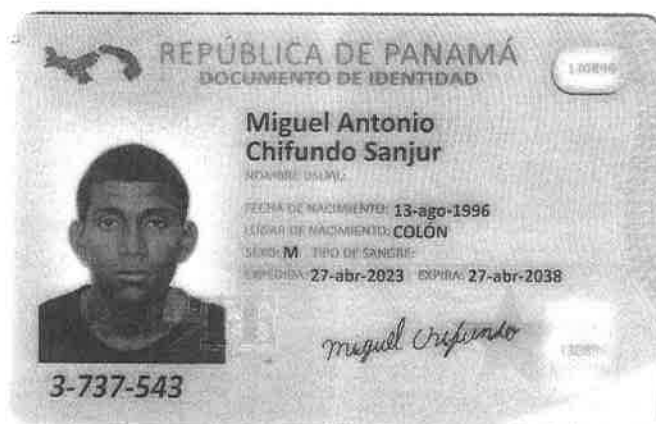 REPÚBLICA DE PANAMÁ
DOCUMENTO DE IDENTIDAD
130896
Miguel Antonio
Chifundo Sanjur
NOMBRE USUAL:
FECHA DE NACIMIENTO: 13-ago-1996
LUGAR DE NACIMIENTO: COLÓN
SEXO: M TIPO DE SANGRE:
EXPEDIDA: 27-abr-2023 EXPIRA: 27-abr-2038
Miguel Chifundo
130896
3-737-543